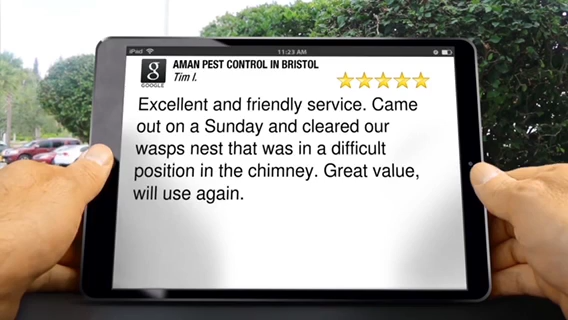 iPad
11:23 AM
g
GOOGLE
AMAN PEST CONTROL IN BRISTOL
Tim I.
Excellent and friendly service. Came
out on a Sunday and cleared our
wasps nest that was in a difficult
position in the chimney. Great value,
will use again.